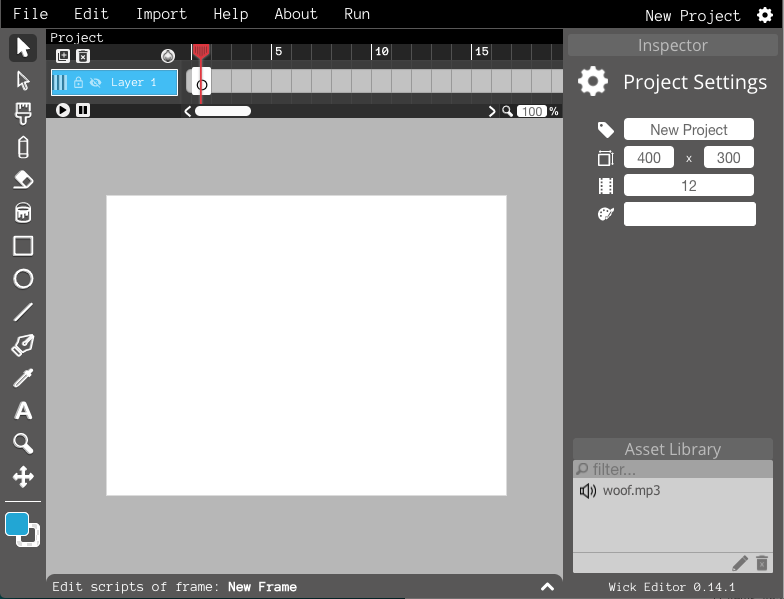 File Edit Import Help About Run New Project
Project
5 10 15
Layer 1
100 %
Inspector
Project Settings
New Project
400 x 300
12
A
Asset Library
filter...
woof.mp3
Edit scripts of frame: New Frame
Wick Editor 0.14.1